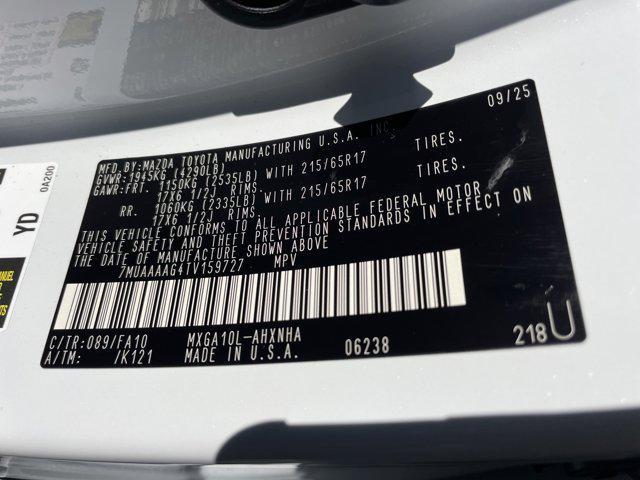 09/25
MFD BY:MAZDA TOYOTA MANUFACTURING U.S.A. INC.
GVWR:1945KG (4290LB)
GAWR:FRT. 1150KG (2535LB) WITH 215/65R17 TIRES.
17X6 1/2J RIMS.
RR. 1060KG (2335LB) WITH 215/65R17 TIRES.
17X6 1/2J RIMS.
THIS VEHICLE CONFORMS TO ALL APPLICABLE FEDERAL MOTOR
VEHICLE SAFETY AND THEFT PREVENTION STANDARDS IN EFFECT ON
THE DATE OF MANUFACTURE SHOWN ABOVE
7MUAAAAG4TV159727 MPV
C/TR:089/FA10 MXGA10L-AHXNHA
A/TM: /K121 MADE IN U.S.A. 06238
218U
0A200
YD